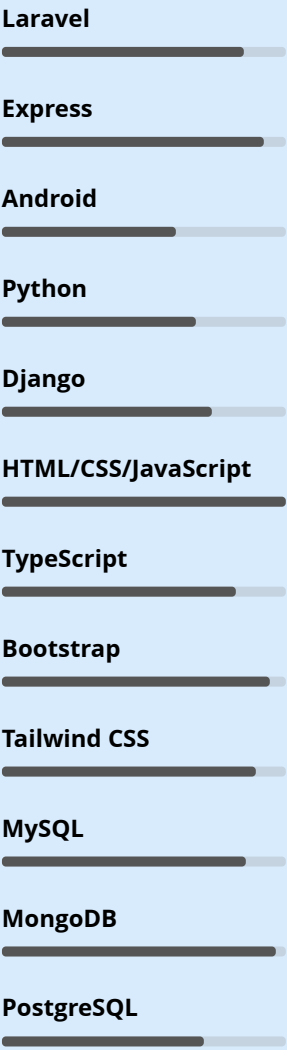 Laravel
Express
Android
Python
Django
HTML/CSS/JavaScript
TypeScript
Bootstrap
Tailwind CSS
MySQL
MongoDB
PostgreSQL